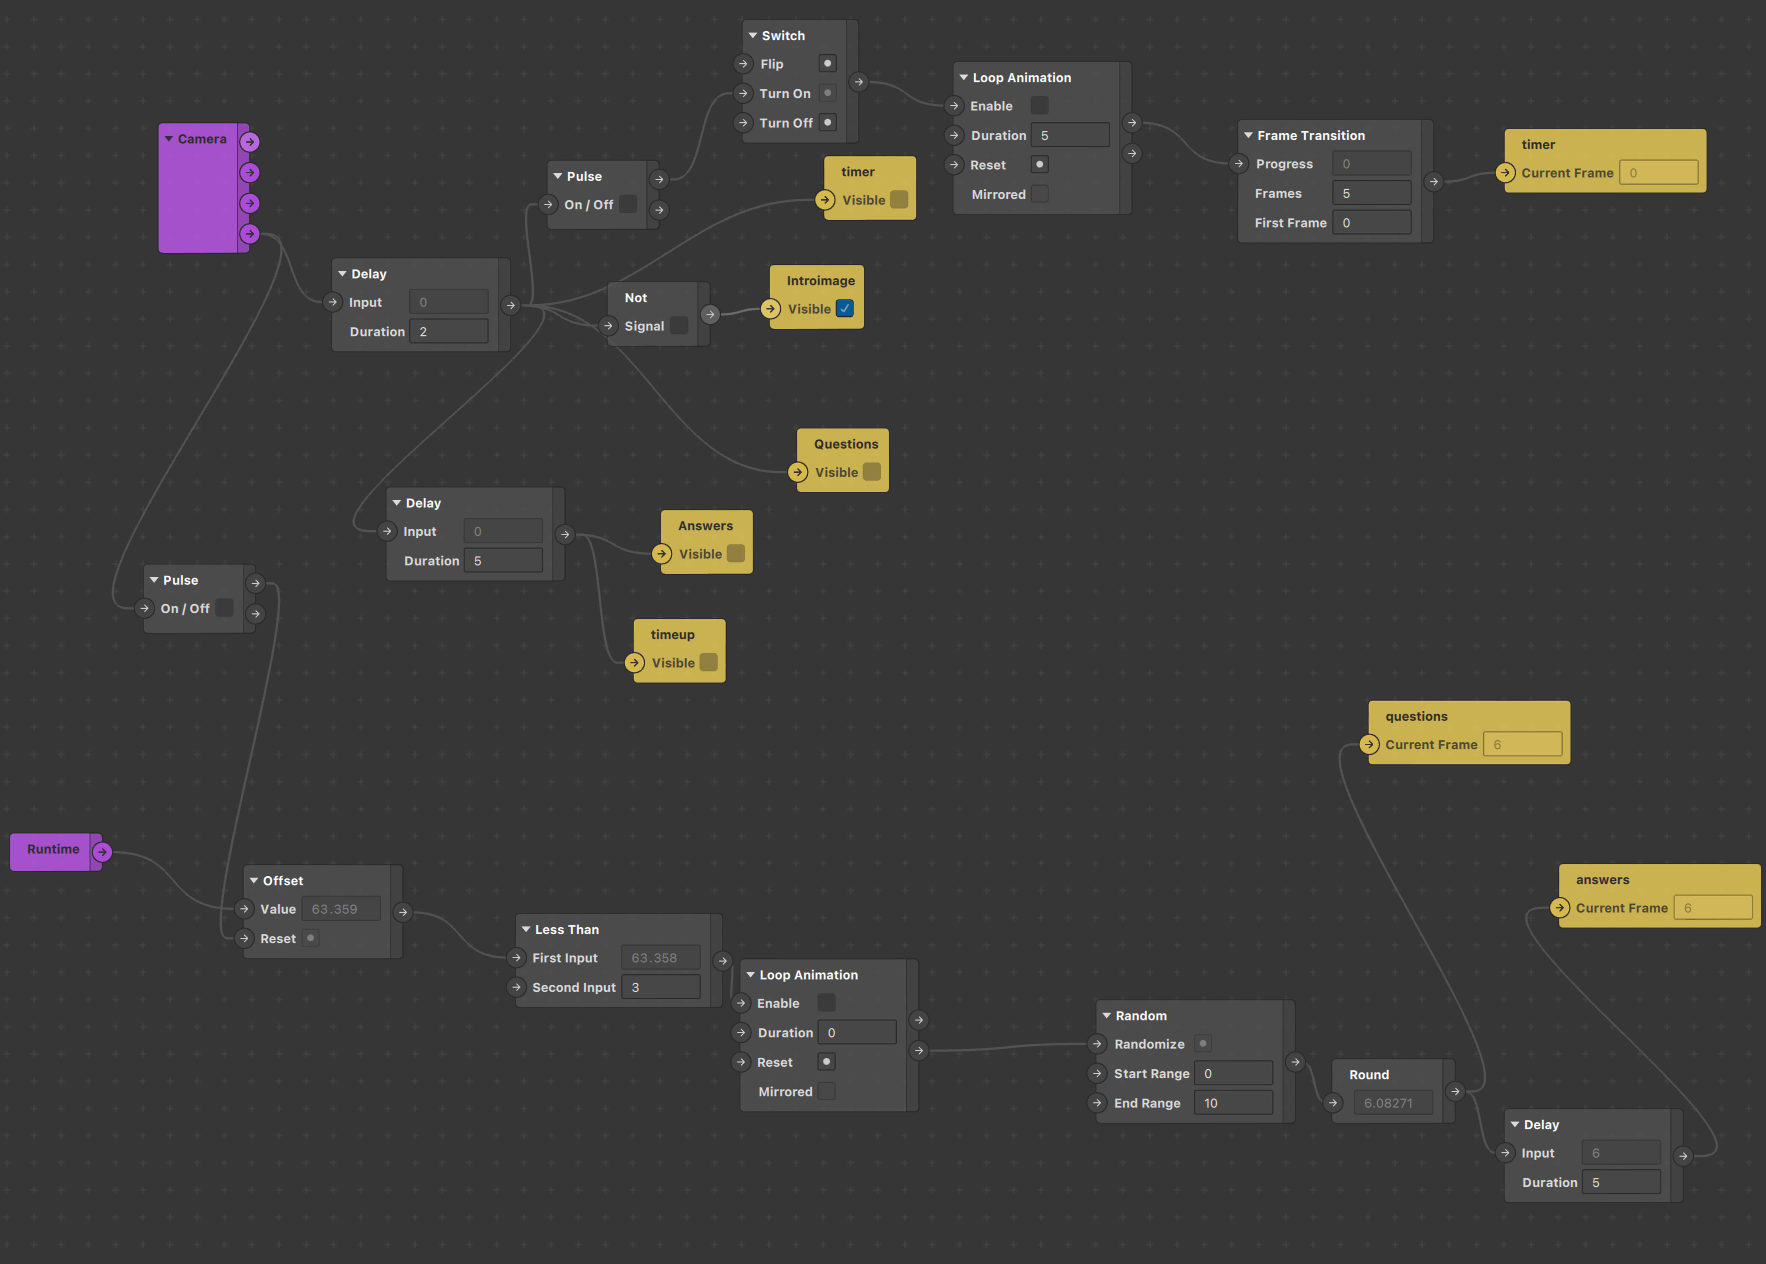 Switch
Flip
Turn On
Turn Off
Loop Animation
Enable
Duration 5
Reset
Mirrored
Frame Transition
Progress 0
Frames 5
First Frame 0
timer
Current Frame 0
Camera
Pulse
On / Off
timer
Visible
Delay
Input 0
Duration 2
Not
Signal
Introimage
Visible
Questions
Visible
Delay
Input 0
Duration 5
Answers
Visible
Pulse
On / Off
timeup
Visible
questions
Current Frame 6
Runtime
Offset
Value 63.359
Reset
answers
Current Frame 6
Less Than
First Input 63.358
Second Input 3
Loop Animation
Enable
Duration 0
Reset
Mirrored
Random
Randomize
Start Range 0
End Range 10
Round
6.08271
Delay
Input 6
Duration 5